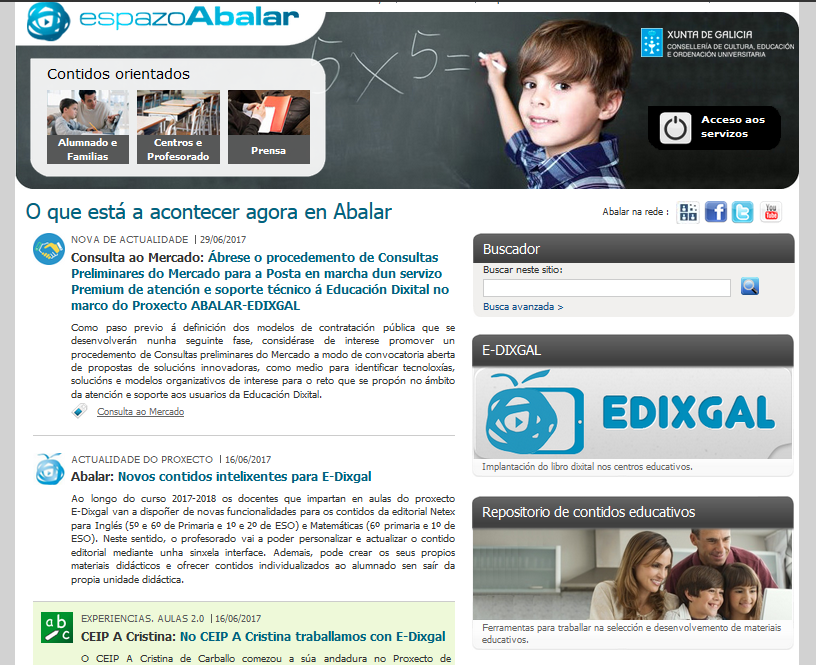 espazoAbalar
XUNTA DE GALICIA
CONSELLERÍA DE CULTURA, EDUCACIÓN
E ORDENACIÓN UNIVERSITARIA
5 x 5 =
Contidos orientados
Alumnado e
Familias
Centros e
Profesorado
Prensa
Acceso aos
servizos
O que está a acontecer agora en Abalar
Abalar na rede :
You
Tube
NOVA DE ACTUALIDADE | 29/06/2017
Consulta ao Mercado: Ábrese o procedemento de Consultas
Preliminares do Mercado para a Posta en marcha dun servizo
Premium de atención e soporte técnico á Educación Dixital no
marco do Proxecto ABALAR-EDIXGAL
Como paso previo á definición dos modelos de contratación pública que se
desenvolverán nunha seguinte fase, considérase de interese promover un
procedemento de Consultas preliminares do Mercado a modo de convocatoria aberta
de propostas de solucións innovadoras, como medio para identificar tecnoloxías,
solucións e modelos organizativos de interese para o reto que se propón no ámbito
da atención e soporte aos usuarios da Educación Dixital.
Consulta ao Mercado
ACTUALIDADE DO PROXECTO | 16/06/2017
Abalar: Novos contidos intelixentes para E-Dixgal
Ao longo do curso 2017-2018 os docentes que impartan en aulas do proxecto
E-Dixgal van a dispoñer de novas funcionalidades para os contidos da editorial Netex
para Inglés (5º e 6º de Primaria e 1º e 2º de ESO) e Matemáticas (6º primaria e 1º de
ESO). Neste sentido, o profesorado vai a poder personalizar e actualizar o contido
editorial mediante unha sinxela interface. Ademais, pode crear os seus propios
materiais didácticos e ofrecer contidos individualizados ao alumnado sen saír da
propia unidade didáctica.
ab
c
EXPERIENCIAS. AULAS 2.0 | 16/06/2017
CEIP A Cristina: No CEIP A Cristina traballamos con E-Dixgal
O CEIP A Cristina de Carballo comezou a súa andadura no Proxecto de
Buscador
Buscar neste sitio:
Busca avanzada >
E-DIXGAL
EDIXGAL
Implantación do libro dixital nos centros educativos.
Repositorio de contidos educativos
Ferramentas para traballar na selección e desenvolvemento de materiais
educativos.